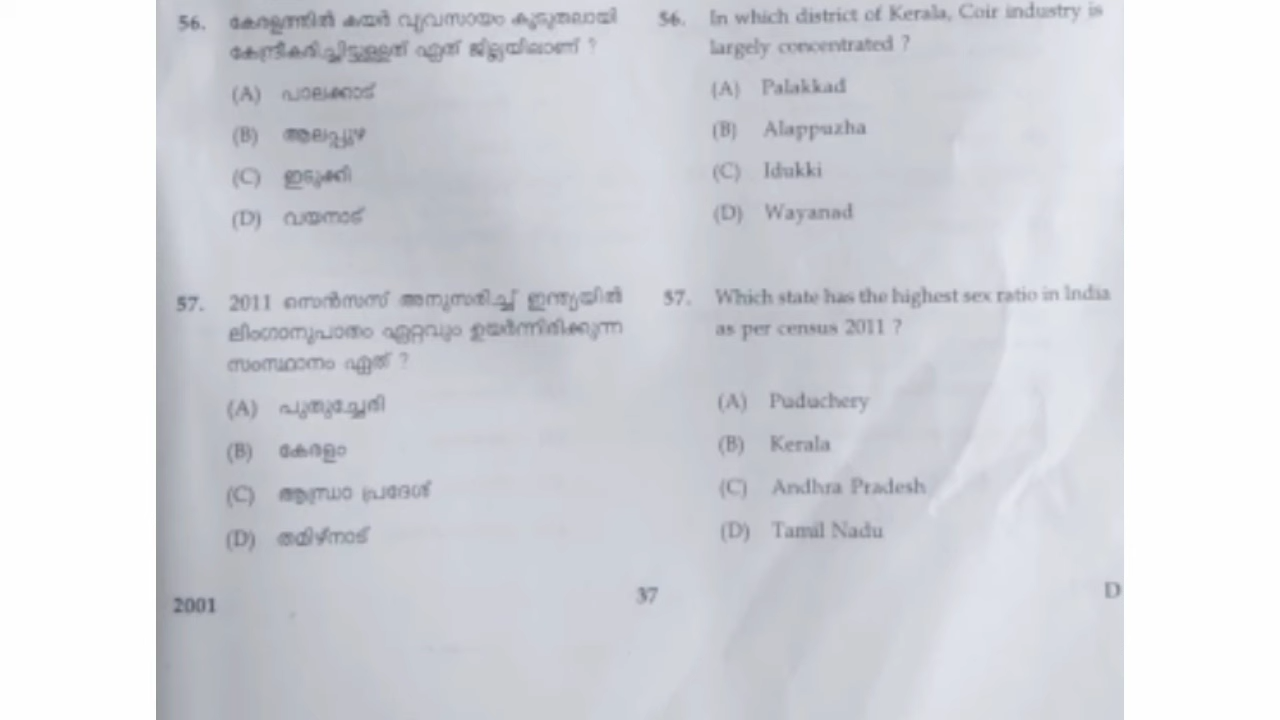 56. കേരളത്തിൽ കയർ വ്യവസായം കൂടുതലായി
കേന്ദ്രീകരിച്ചിട്ടുള്ളത് ഏത് ജില്ലയിലാണ് ?
(A) പാലക്കാട്
(B) ആലപ്പുഴ
(C) ഇടുക്കി
(D) വയനാട്
57. 2011 സെൻസസ് അനുസരിച്ച് ഇന്ത്യയിൽ
ലിംഗാനുപാതം ഏറ്റവും ഉയർന്നിരിക്കുന്ന
സംസ്ഥാനം ഏത് ?
(A) പുതുച്ചേരി
(B) കേരളം
(C) ആന്ധ്രാ പ്രദേശ്
(D) തമിഴ്നാട്
56. In which district of Kerala, Coir industry is
largely concentrated ?
(A) Palakkad
(B) Alappuzha
(C) Idukki
(D) Wayanad
57. Which state has the highest sex ratio in India
as per census 2011 ?
(A) Puduchery
(B) Kerala
(C) Andhra Pradesh
(D) Tamil Nadu
2001 37 D